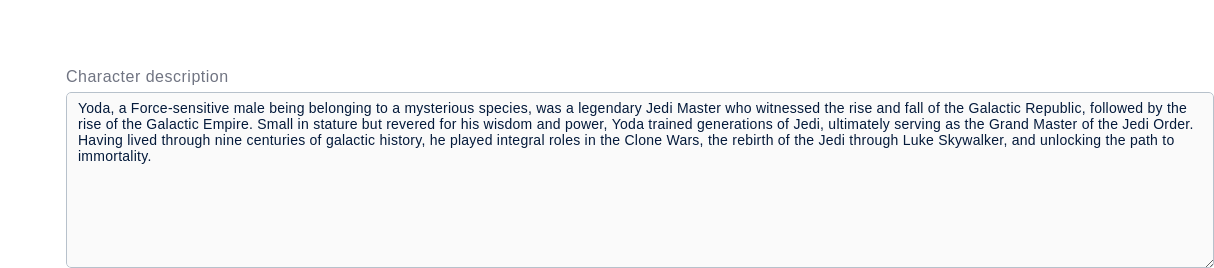 Character description
Yoda, a Force-sensitive male being belonging to a mysterious species, was a legendary Jedi Master who witnessed the rise and fall of the Galactic Republic, followed by the
rise of the Galactic Empire. Small in stature but revered for his wisdom and power, Yoda trained generations of Jedi, ultimately serving as the Grand Master of the Jedi Order.
Having lived through nine centuries of galactic history, he played integral roles in the Clone Wars, the rebirth of the Jedi through Luke Skywalker, and unlocking the path to
immortality.